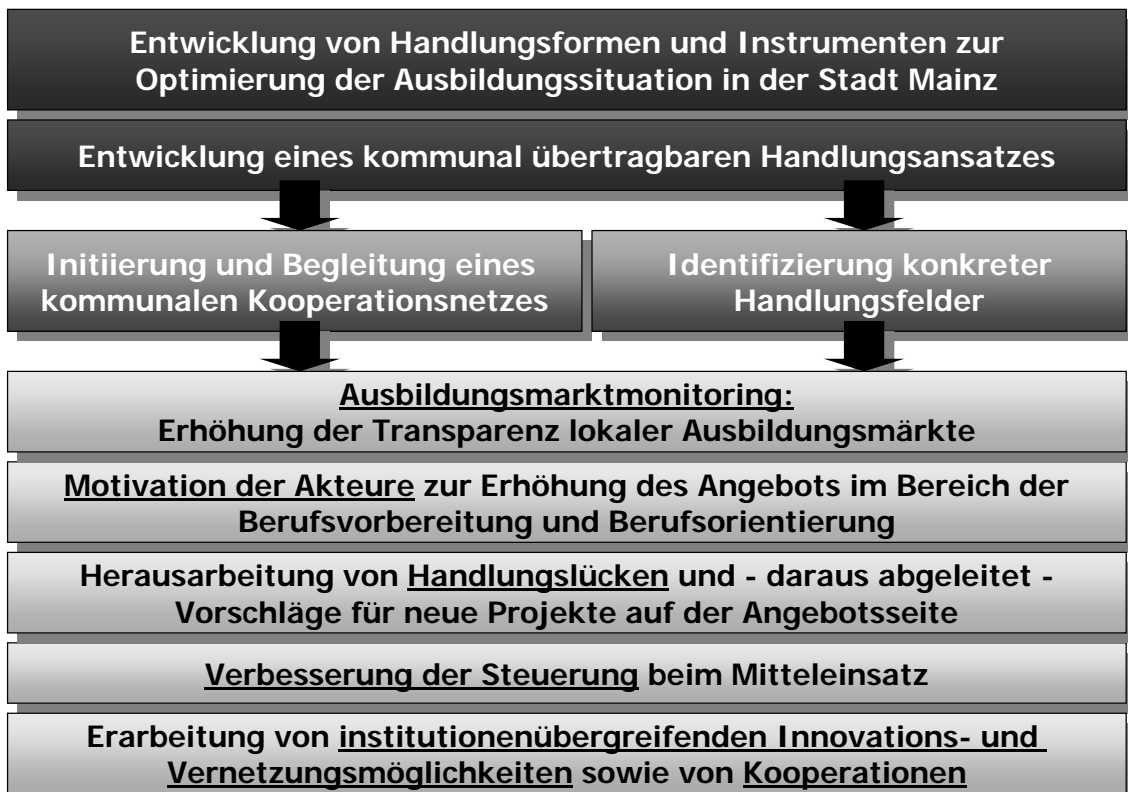 Entwicklung von Handlungsformen und Instrumenten zur
Optimierung der Ausbildungssituation in der Stadt Mainz
Entwicklung eines kommunal übertragbaren Handlungsansatzes
Initiierung und Begleitung eines
kommunalen Kooperationsnetzes
Identifizierung konkreter
Handlungsfelder
Ausbildungsmarktmonitoring:
Erhöhung der Transparenz lokaler Ausbildungsmärkte
Motivation der Akteure zur Erhöhung des Angebots im Bereich der
Berufsvorbereitung und Berufsorientierung
Herausarbeitung von Handlungslücken und - daraus abgeleitet -
Vorschläge für neue Projekte auf der Angebotsseite
Verbesserung der Steuerung beim Mitteleinsatz
Erarbeitung von institutionenübergreifenden Innovations- und
Vernetzungsmöglichkeiten sowie von Kooperationen